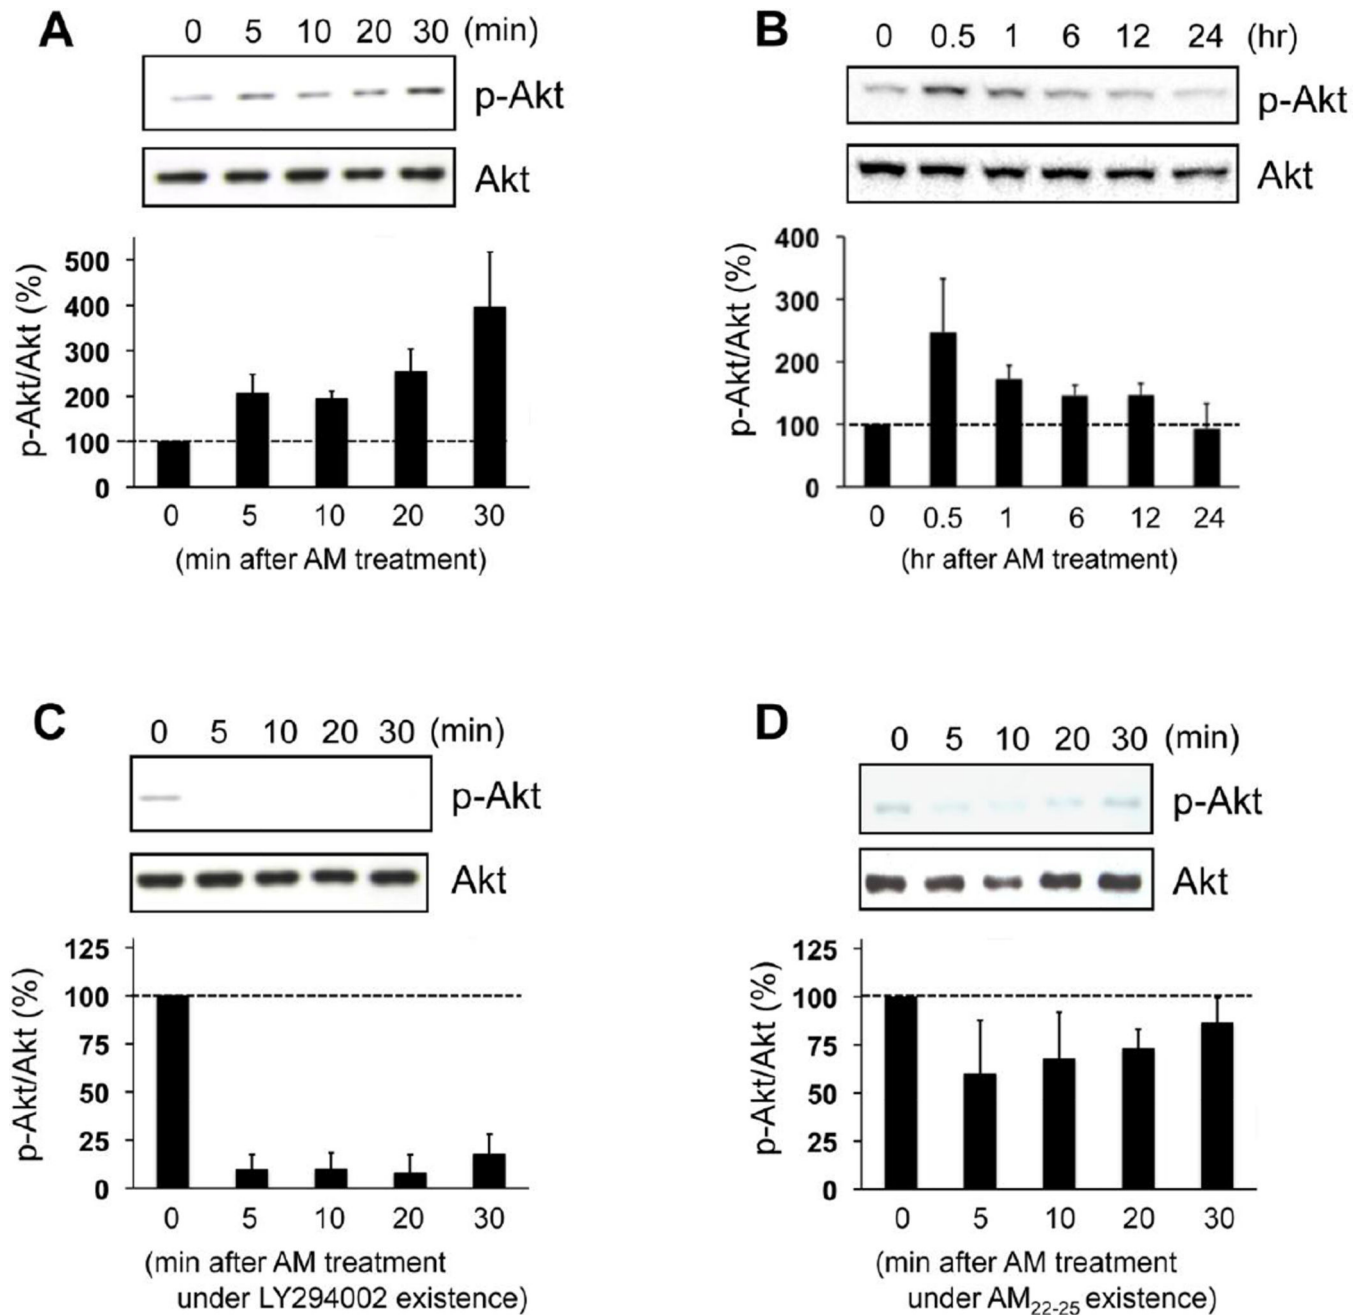 A
0 5 10 20 30 (min)
p-Akt
Akt
p-Akt/Akt (%)
500
400
300
200
100
0
0 5 10 20 30
(min after AM treatment)
B
0 0.5 1 6 12 24 (hr)
p-Akt
Akt
p-Akt/Akt (%)
400
300
200
100
0
0 0.5 1 6 12 24
(hr after AM treatment)
C
0 5 10 20 30 (min)
p-Akt
Akt
p-Akt/Akt (%)
125
100
75
50
25
0
0 5 10 20 30
(min after AM treatment
under LY294002 existence)
D
0 5 10 20 30 (min)
p-Akt
Akt
p-Akt/Akt (%)
125
100
75
50
25
0
0 5 10 20 30
(min after AM treatment
under AM22-25 existence)